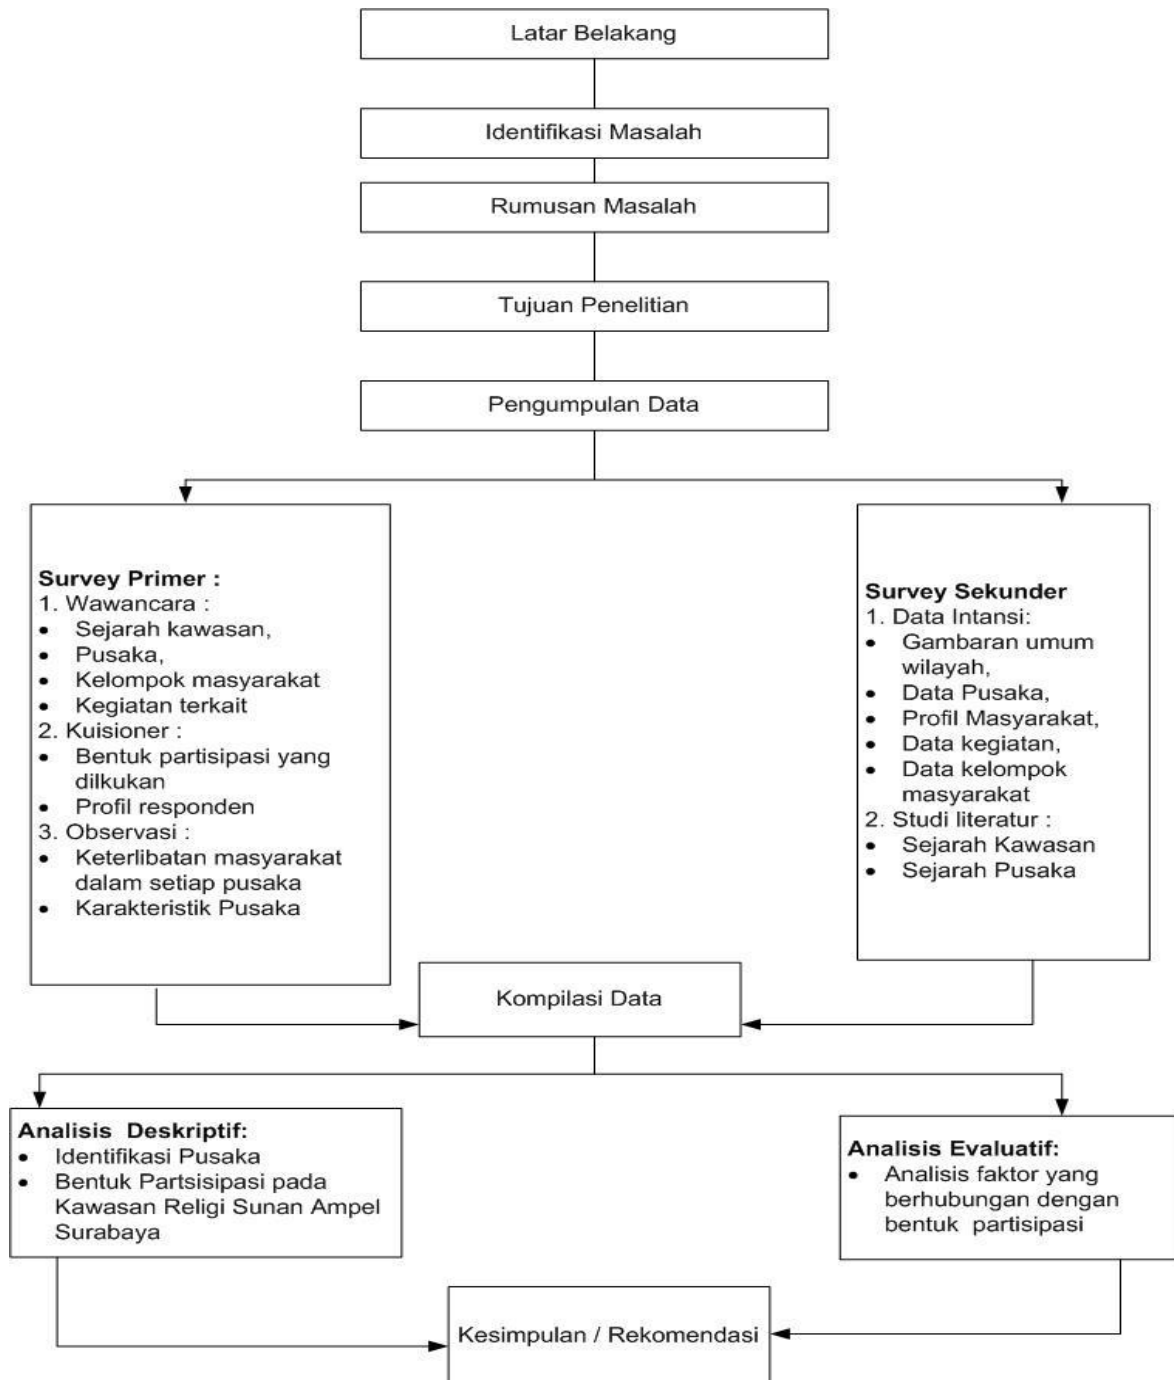 Latar Belakang
Identifikasi Masalah
Rumusan Masalah
Tujuan Penelitian
Pengumpulan Data
Survey Primer :
1. Wawancara :
• Sejarah kawasan,
• Pusaka,
• Kelompok masyarakat
• Kegiatan terkait
2. Kuisioner :
• Bentuk partisipasi yang
dilkukan
• Profil responden
3. Observasi :
• Keterlibatan masyarakat
dalam setiap pusaka
• Karakteristik Pusaka
Survey Sekunder
1. Data Intansi:
• Gambaran umum
wilayah,
• Data Pusaka,
• Profil Masyarakat,
• Data kegiatan,
• Data kelompok
masyarakat
2. Studi literatur :
• Sejarah Kawasan
• Sejarah Pusaka
Kompilasi Data
Analisis Deskriptif:
• Identifikasi Pusaka
• Bentuk Partsisipasi pada
Kawasan Religi Sunan Ampel
Surabaya
Analisis Evaluatif:
• Analisis faktor yang
berhubungan dengan
bentuk partisipasi
Kesimpulan / Rekomendasi